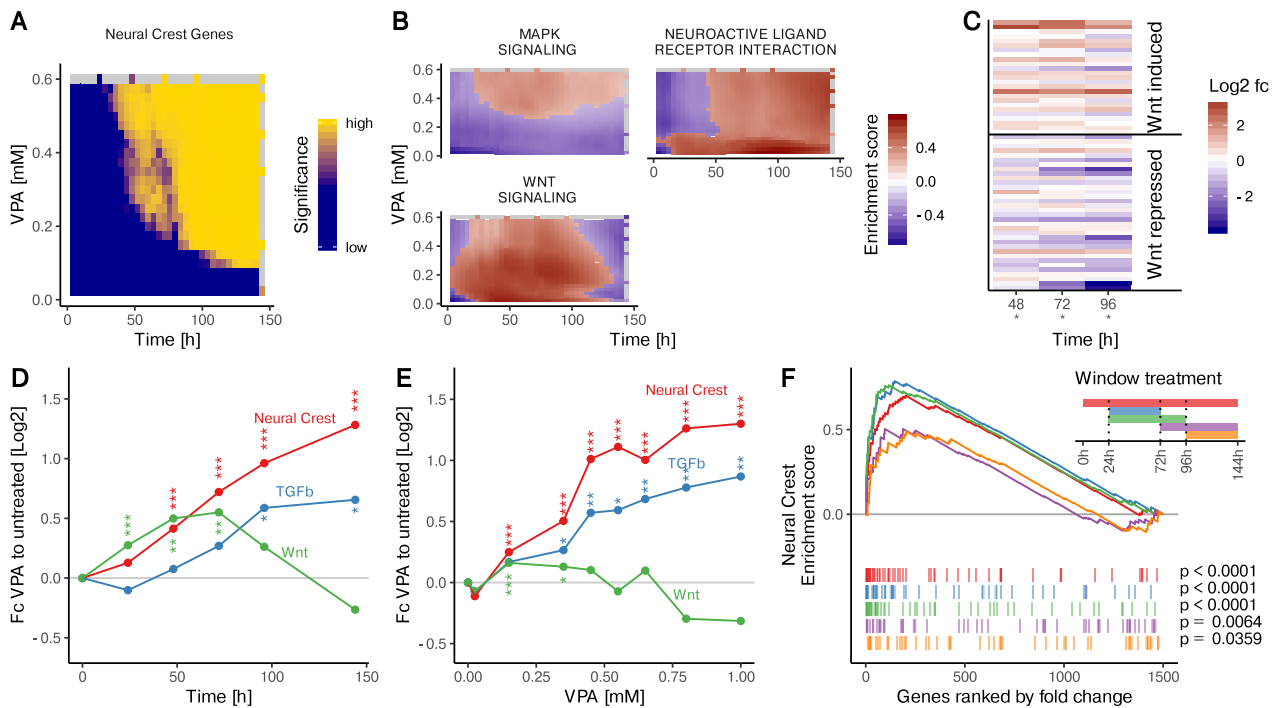 A
Neural Crest Genes
VPA [mM]
0.6
0.4
0.2
0.0
0
50
100
150
Time [h]
Significance
high
low
B
MAPK
SIGNALING
NEUROACTIVE LIGAND
RECEPTOR INTERACTION
VPA [mM]
0.6
0.4
0.2
0.0
0
50
100
150
WNT
SIGNALING
0.6
0.4
0.2
0.0
0
50
100
150
Time [h]
Enrichment score
0.4
0.0
- 0.4
C
Wnt induced
Wnt repressed
48
72
96
* * *
Time [h]
Log2 fc
2
0
- 2
D
Fc VPA to untreated [Log2]
1.5
1.0
0.5
0.0
- 0.5
Neural Crest
TGFb
Wnt
***
***
***
***
***
***
**
*
*
0
50
100
150
Time [h]
E
Fc VPA to untreated [Log2]
1.5
1.0
0.5
0.0
- 0.5
Neural Crest
TGFb
Wnt
0.00
0.25
0.50
0.75
1.00
VPA [mM]
F
Neural Crest
Enrichment score
0.5
0.0
Window treatment
0h
24h
72h
96h
144h
p < 0.0001
p < 0.0001
p < 0.0001
p = 0.0064
p = 0.0359
0
500
1000
1500
Genes ranked by fold change